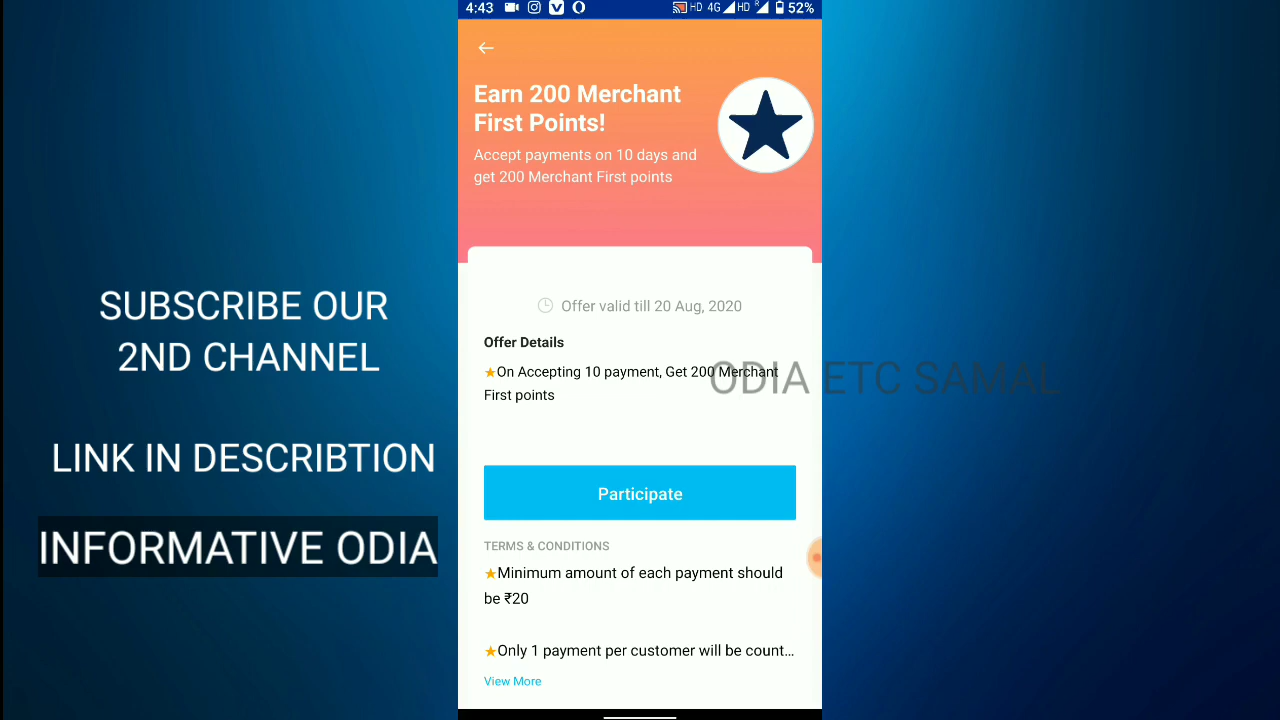 4:43 HD 4G HD R 52%
Earn 200 Merchant
First Points!
Accept payments on 10 days and
get 200 Merchant First points
Offer valid till 20 Aug, 2020
Offer Details
★On Accepting 10 payment, Get 200 Merchant
First points
ODIA ETC SAMAL
Participate
TERMS & CONDITIONS
★Minimum amount of each payment should
be ₹20
★Only 1 payment per customer will be count...
View More
SUBSCRIBE OUR
2ND CHANNEL
LINK IN DESCRIBTION
INFORMATIVE ODIA